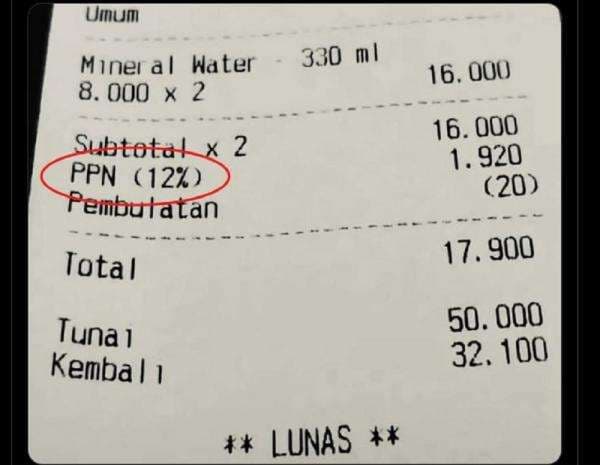 Umum
Mineral Water - 330 ml
8.000 x 2 16.000
Subtotal x 2 16.000
PPN (12%) 1.920
Pembulatan (20)
Total 17.900
Tunai 50.000
Kembali 32.100
** LUNAS **